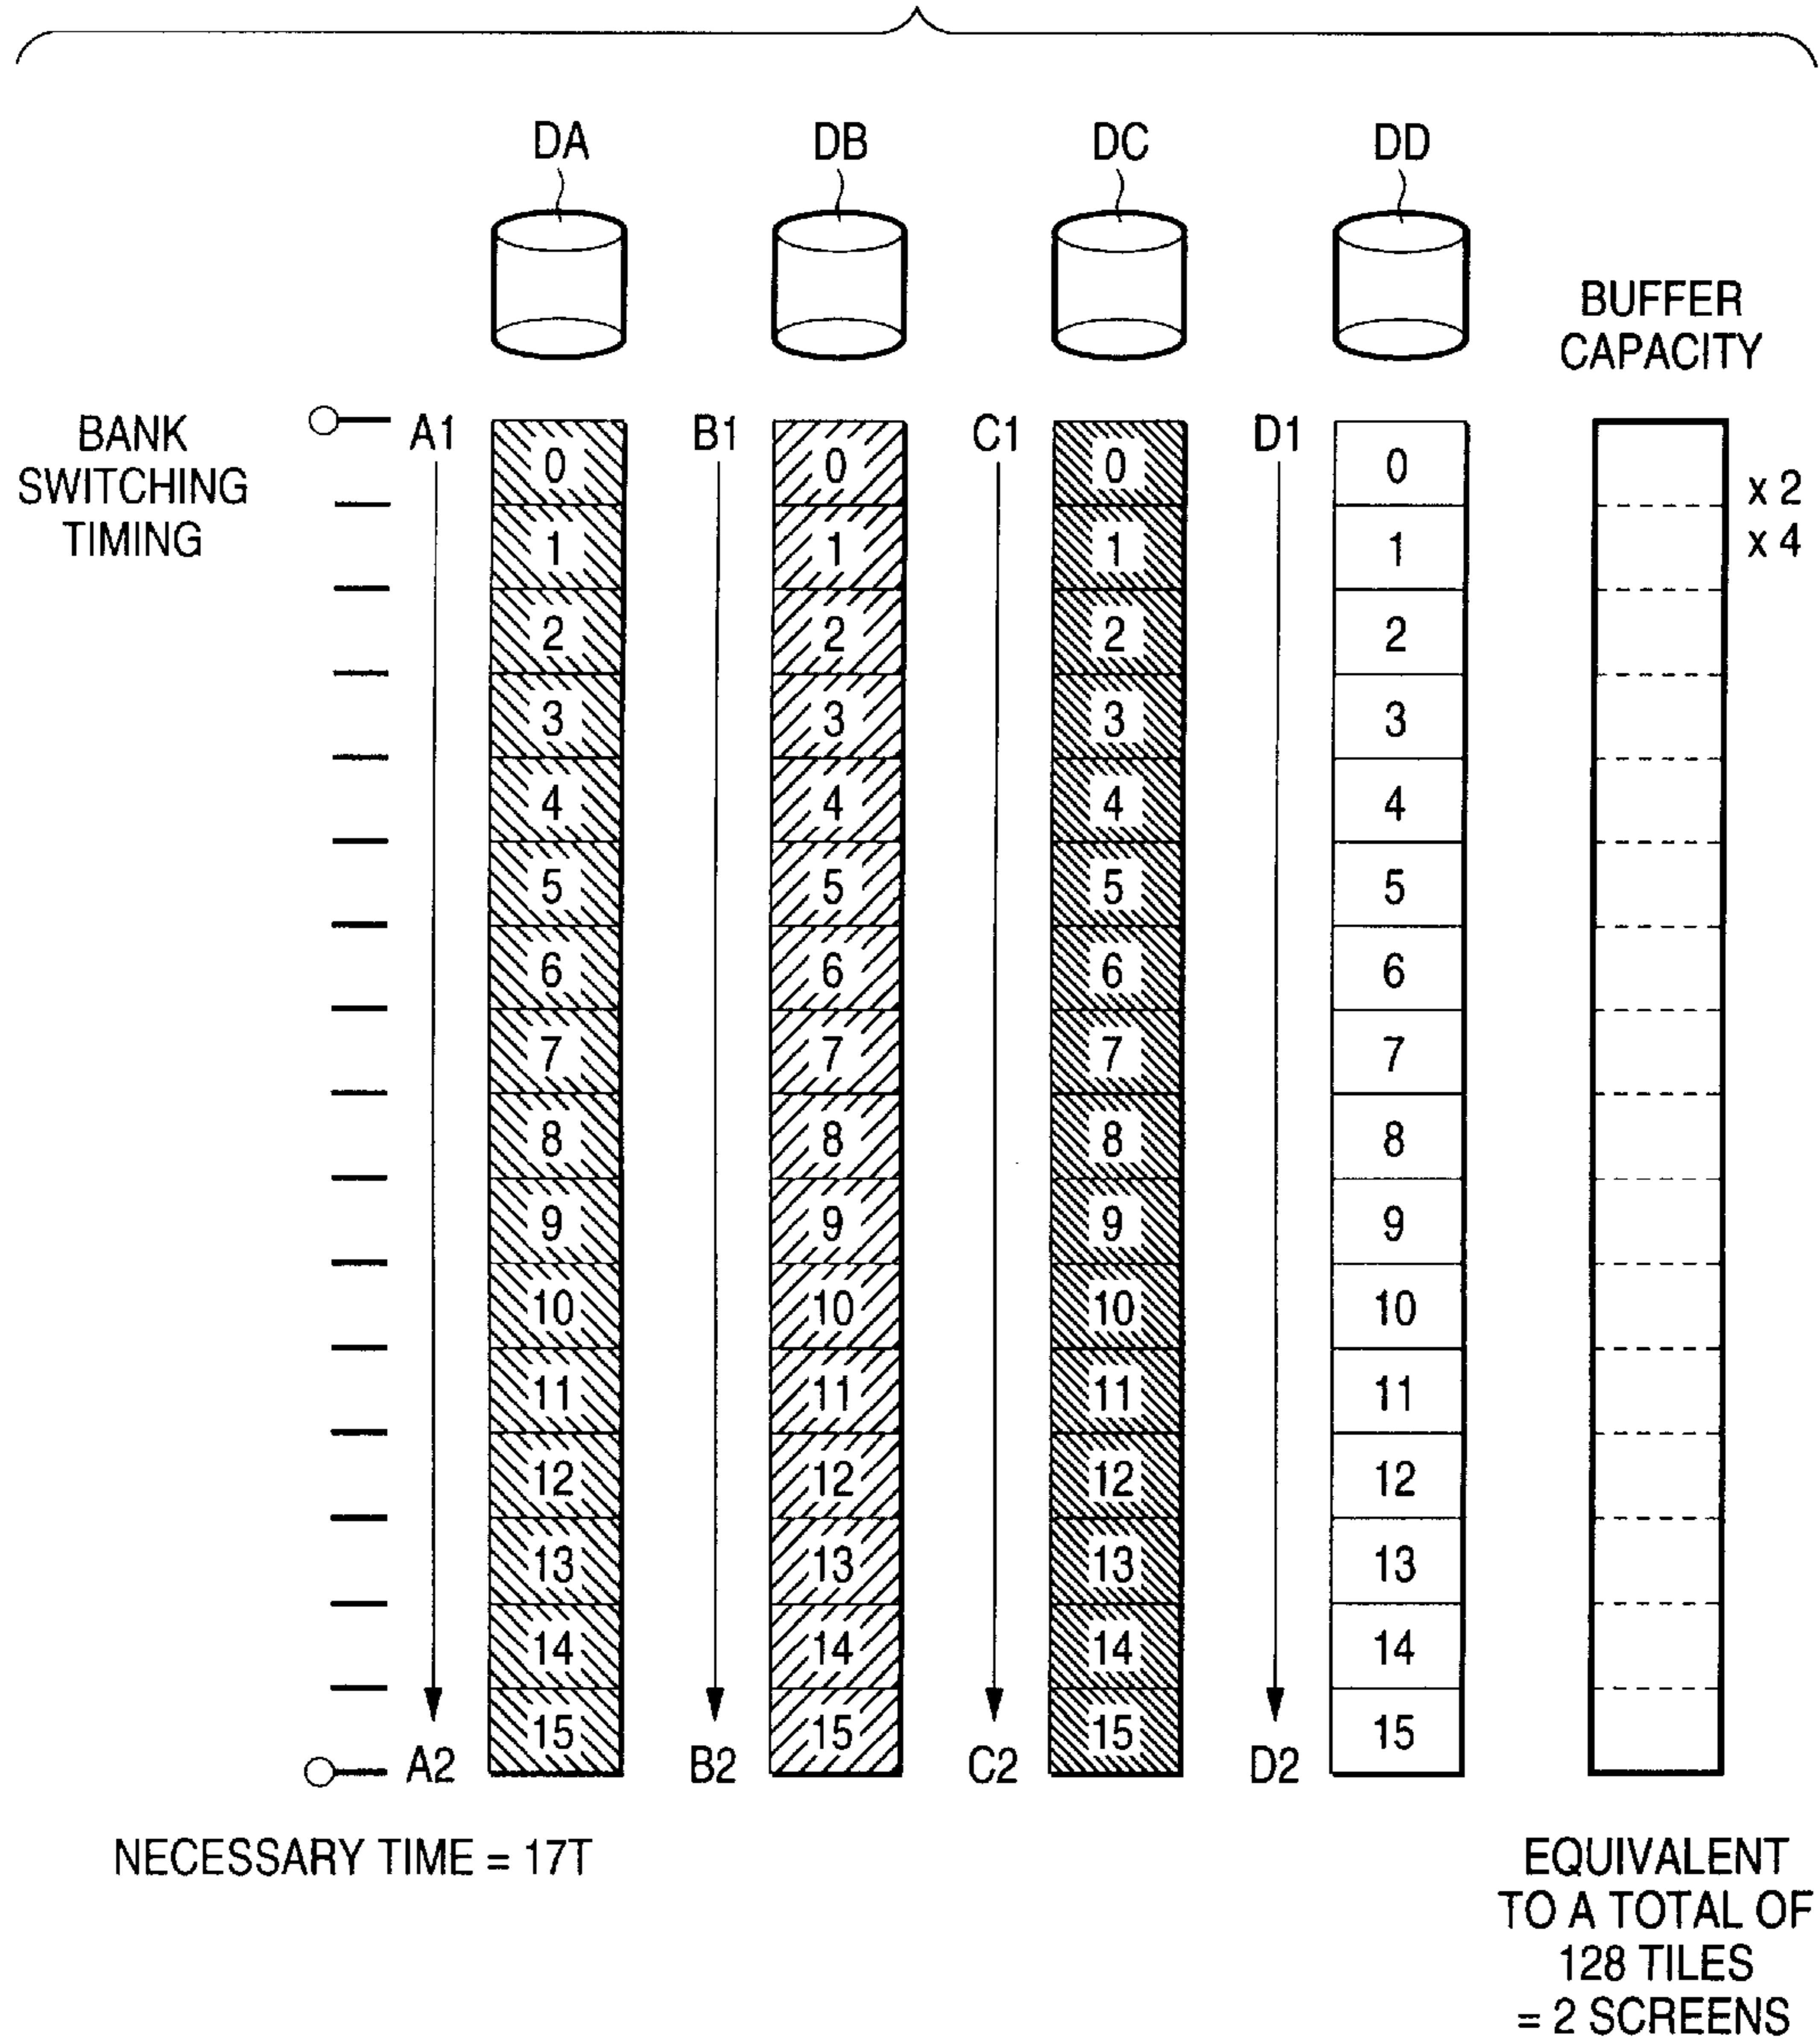 DA DB DC DD
BUFFER
CAPACITY
BANK
SWITCHING
TIMING
A1 B1 C1 D1
x 2
x 4
0 0 0 0
1 1 1 1
2 2 2 2
3 3 3 3
4 4 4 4
5 5 5 5
6 6 6 6
7 7 7 7
8 8 8 8
9 9 9 9
10 10 10 10
11 11 11 11
12 12 12 12
13 13 13 13
14 14 14 14
15 15 15 15
A2 B2 C2 D2
NECESSARY TIME = 17T
EQUIVALENT
TO A TOTAL OF
128 TILES
= 2 SCREENS